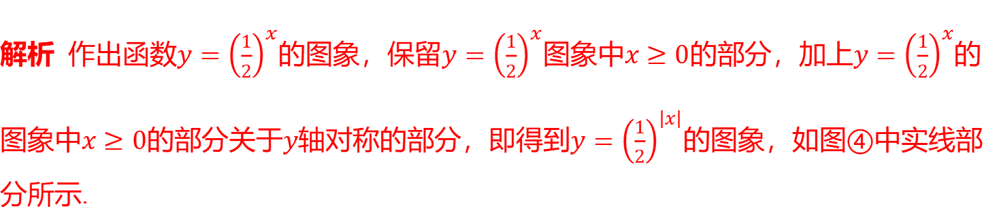 解析 作出函数$y=\left(\frac{1}{2}\right)^x$的图象，保留$y=\left(\frac{1}{2}\right)^x$图象中$x\geq 0$的部分，加上$y=\left(\frac{1}{2}\right)^x$的
图象中$x\geq 0$的部分关于$y$轴对称的部分，即得到$y=\left(\frac{1}{2}\right)^{|x|}$的图象，如图④中实线部
分所示.